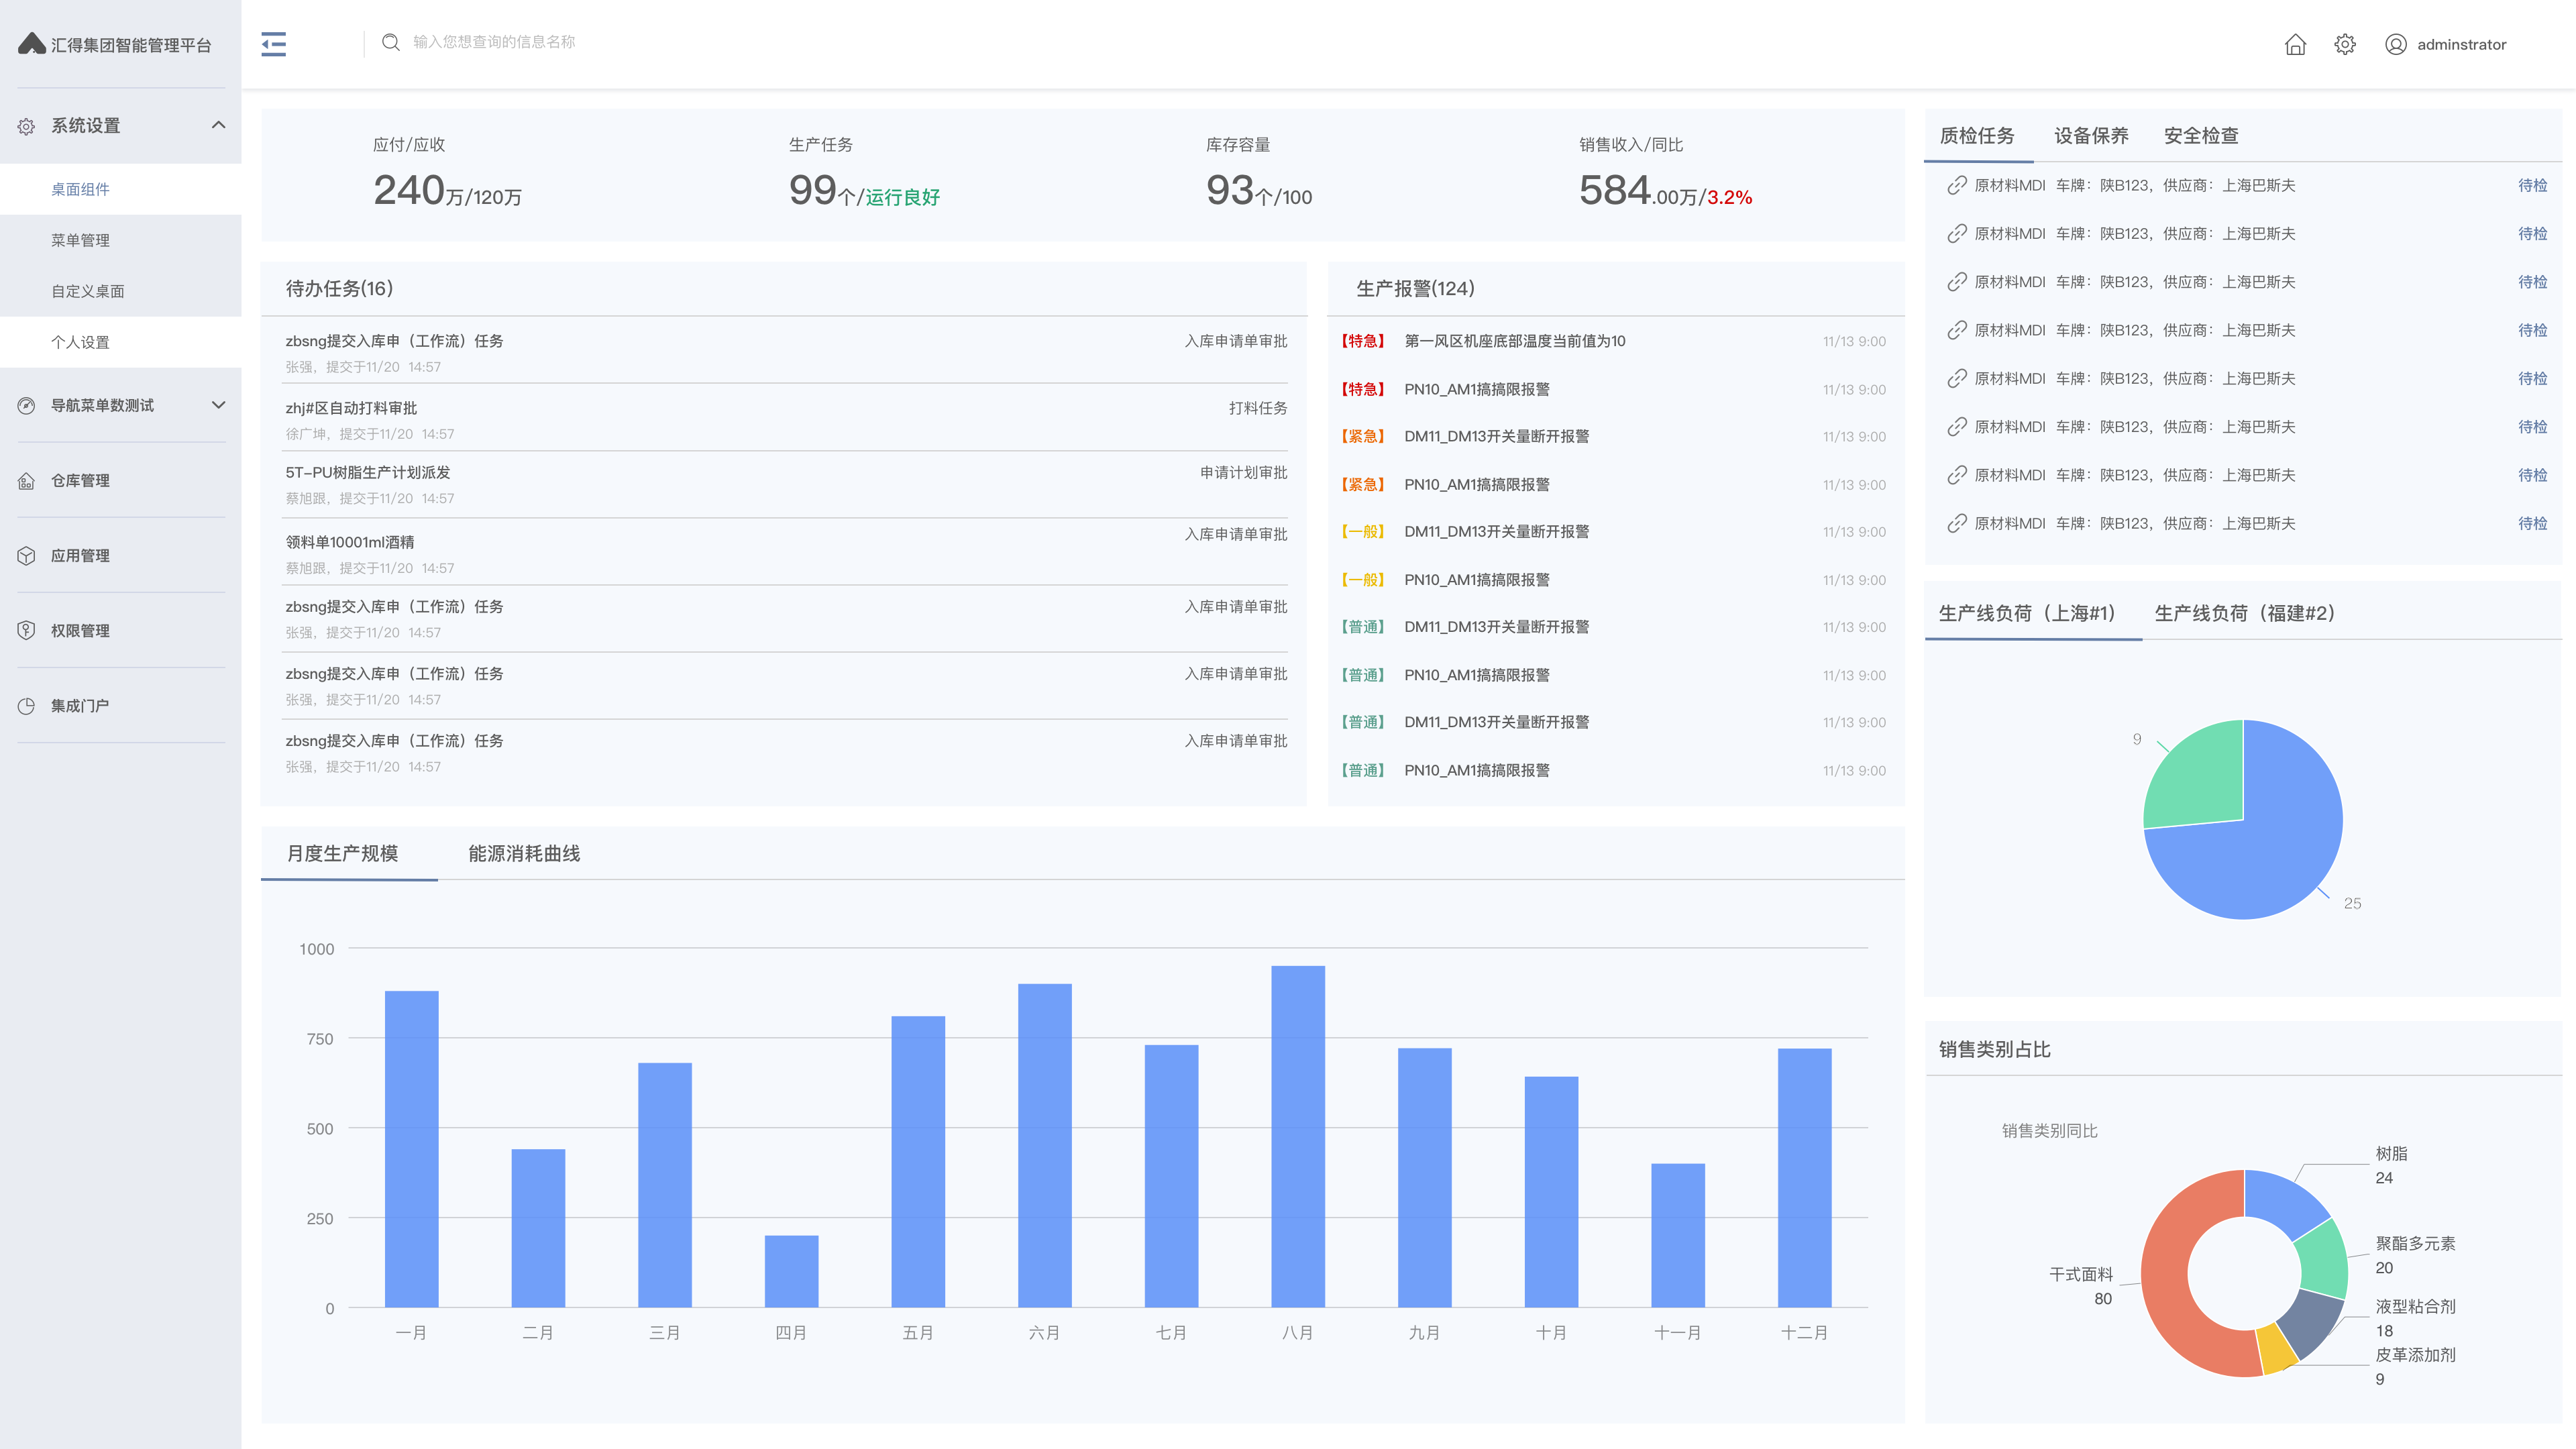 汇得集团智能管理平台
输入您想查询的信息名称
adminstrator
系统设置
桌面组件
菜单管理
自定义桌面
个人设置
导航菜单数测试
仓库管理
应用管理
权限管理
集成门户
应付/应收
240万/120万
生产任务
99个/运行良好
库存容量
93个/100
销售收入/同比
584.00万/3.2%
待办任务(16)
zbsng提交入库申（工作流）任务 入库申请单审批
张强，提交于11/20 14:57
zhj#区自动打料审批 打料任务
徐广坤，提交于11/20 14:57
5T-PU树脂生产计划派发 申请计划审批
蔡旭跟，提交于11/20 14:57
领料单10001ml酒精 入库申请单审批
蔡旭跟，提交于11/20 14:57
zbsng提交入库申（工作流）任务 入库申请单审批
张强，提交于11/20 14:57
zbsng提交入库申（工作流）任务 入库申请单审批
张强，提交于11/20 14:57
zbsng提交入库申（工作流）任务 入库申请单审批
张强，提交于11/20 14:57
生产报警(124)
【特急】 第一风区机座底部温度当前值为10 11/13 9:00
【特急】 PN10_AM1搞搞限报警 11/13 9:00
【紧急】 DM11_DM13开关量断开报警 11/13 9:00
【紧急】 PN10_AM1搞搞限报警 11/13 9:00
【一般】 DM11_DM13开关量断开报警 11/13 9:00
【一般】 PN10_AM1搞搞限报警 11/13 9:00
【普通】 DM11_DM13开关量断开报警 11/13 9:00
【普通】 PN10_AM1搞搞限报警 11/13 9:00
【普通】 DM11_DM13开关量断开报警 11/13 9:00
【普通】 PN10_AM1搞搞限报警 11/13 9:00
月度生产规模 能源消耗曲线
1000
750
500
250
0
一月 二月 三月 四月 五月 六月 七月 八月 九月 十月 十一月 十二月
质检任务 设备保养 安全检查
原材料MDI 车牌：陕B123，供应商：上海巴斯夫 待检
原材料MDI 车牌：陕B123，供应商：上海巴斯夫 待检
原材料MDI 车牌：陕B123，供应商：上海巴斯夫 待检
原材料MDI 车牌：陕B123，供应商：上海巴斯夫 待检
原材料MDI 车牌：陕B123，供应商：上海巴斯夫 待检
原材料MDI 车牌：陕B123，供应商：上海巴斯夫 待检
原材料MDI 车牌：陕B123，供应商：上海巴斯夫 待检
原材料MDI 车牌：陕B123，供应商：上海巴斯夫 待检
生产线负荷（上海#1） 生产线负荷（福建#2）
9
25
销售类别占比
销售类别同比
树脂
24
聚酯多元素
20
干式面料
80
液型粘合剂
18
皮革添加剂
9